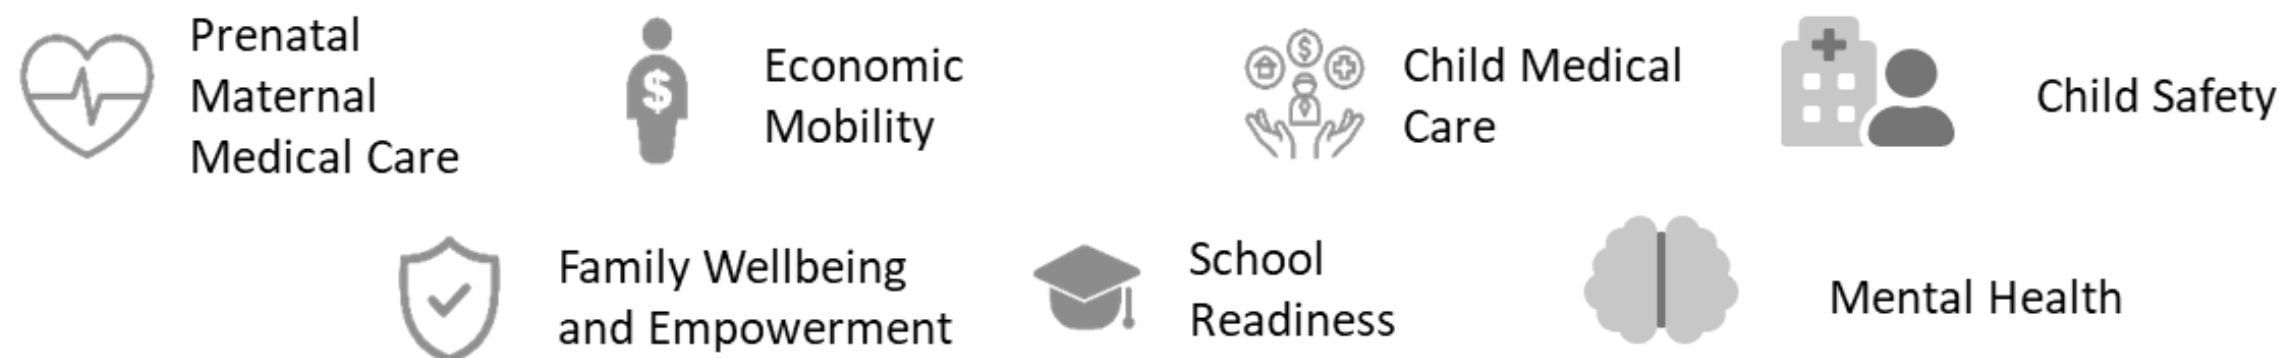 Prenatal
Maternal
Medical Care
$
Economic
Mobility
$
Child Medical
Care
Child Safety
Family Wellbeing
and Empowerment
School
Readiness
Mental Health